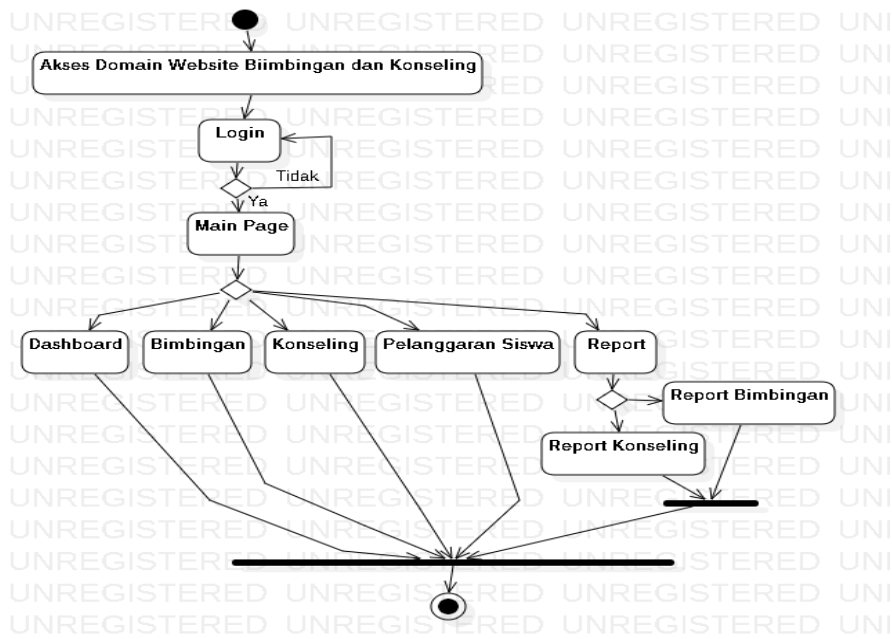 Akses Domain Website Biimbingan dan Konseling
Login
Tidak
Ya
Main Page
Dashboard
Bimbingan
Konseling
Pelanggaran Siswa
Report
Report Bimbingan
Report Konseling
UNREGISTERED